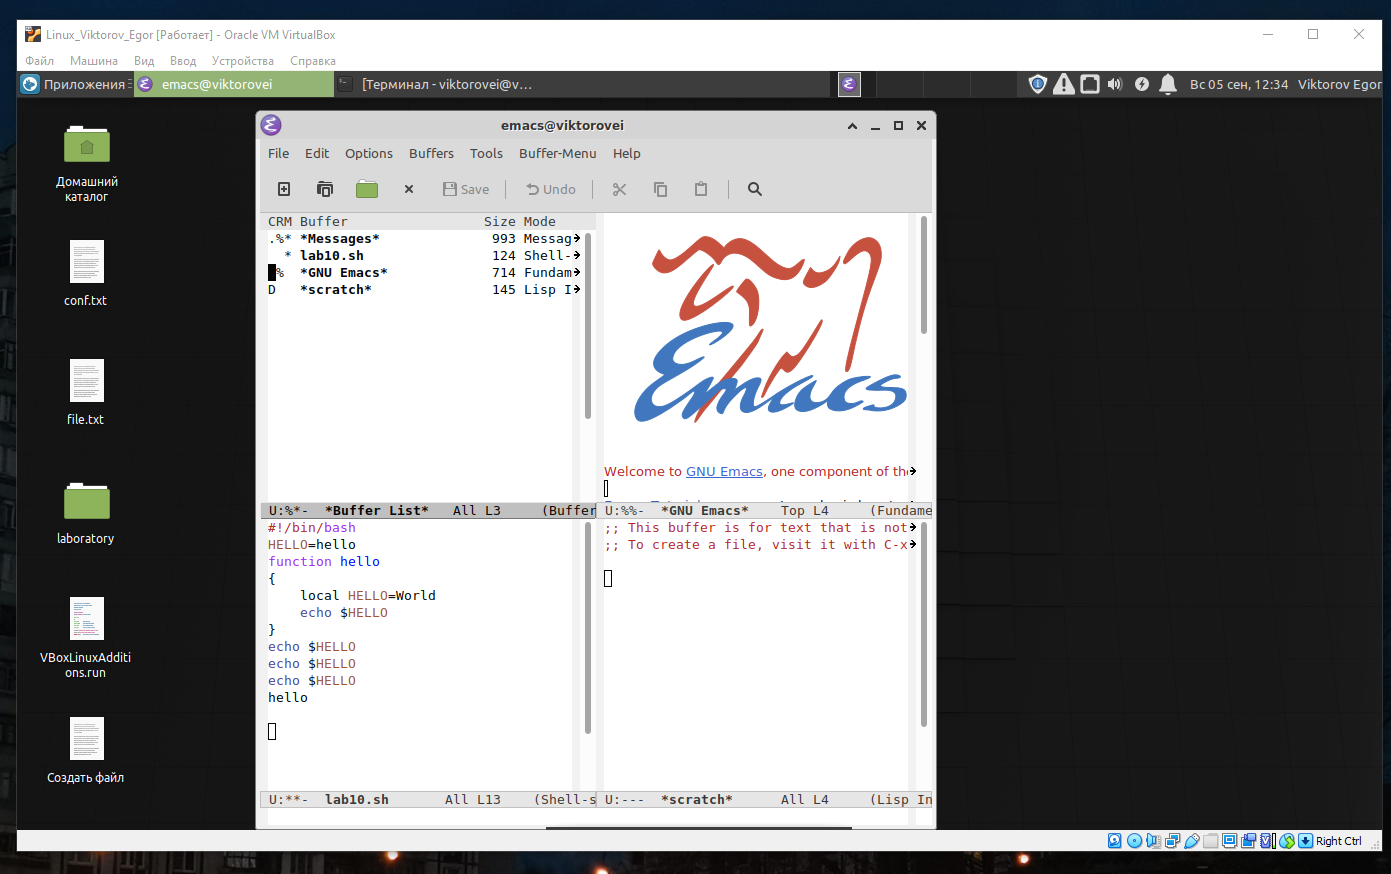 Linux_Viktorov_Egor [Работает] - Oracle VM VirtualBox
Файл Машина Вид Ввод Устройства Справка
Приложения emacs@viktorovei [Терминал - viktorovei@v… Вс 05 сен, 12:34 Viktorov Egor
Домашний
каталог
conf.txt
file.txt
laboratory
VBoxLinuxAdditi
ons.run
Создать файл
emacs@viktorovei
File Edit Options Buffers Tools Buffer-Menu Help
Save Undo
CRM Buffer Size Mode
.%* *Messages* 993 Messag
* lab10.sh 124 Shell-
% *GNU Emacs* 714 Fundam
D *scratch* 145 Lisp I
U:%*- *Buffer List* All L3 (Buffer
Emacs
Welcome to GNU Emacs, one component of the
U:%%- *GNU Emacs* Top L4 (Fundame
#!/bin/bash
HELLO=hello
function hello
{
local HELLO=World
echo $HELLO
}
echo $HELLO
echo $HELLO
echo $HELLO
hello
U:**- lab10.sh All L13 (Shell-s
;; This buffer is for text that is not
;; To create a file, visit it with C-x
U:--- *scratch* All L4 (Lisp In
Right Ctrl